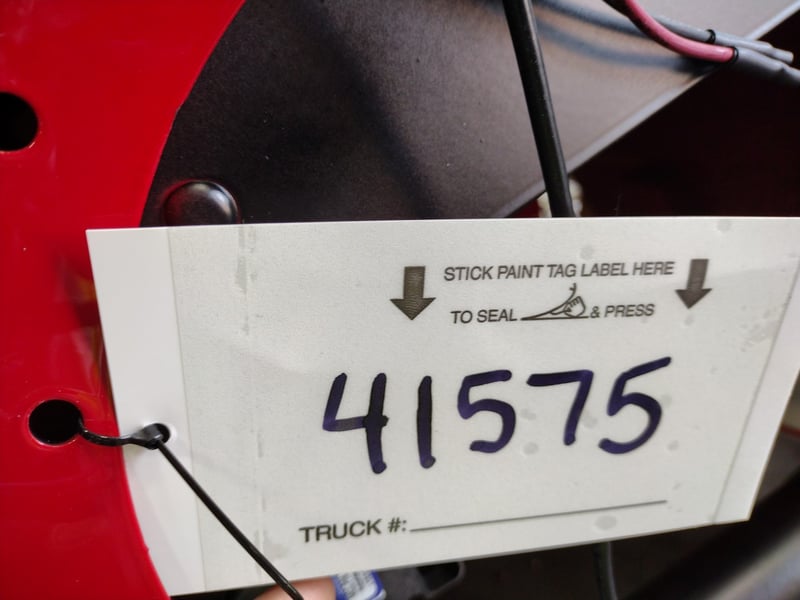 STICK PAINT TAG LABEL HERE
TO SEAL & PRESS
41575
TRUCK #: